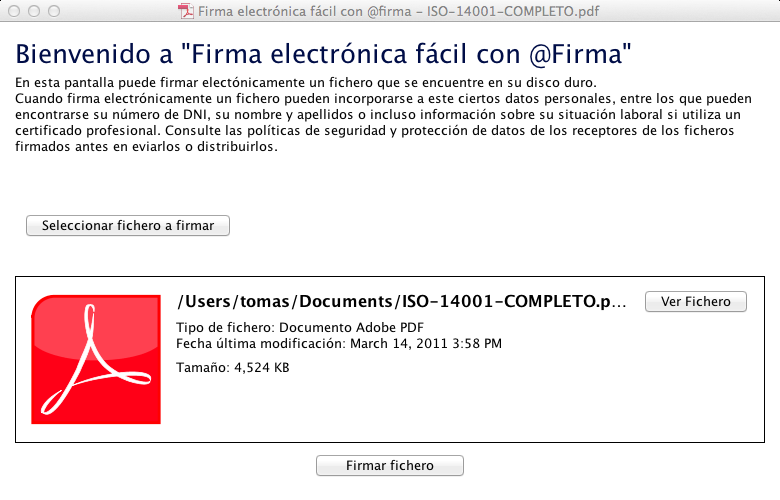 Firma electrónica fácil con @firma - ISO-14001-COMPLETO.pdf
Bienvenido a "Firma electrónica fácil con @Firma"
En esta pantalla puede firmar electónicamente un fichero que se encuentre en su disco duro.
Cuando firma electrónicamente un fichero pueden incorporarse a este ciertos datos personales, entre los que pueden
encontrarse su número de DNI, su nombre y apellidos o incluso información sobre su situación laboral si utiliza un
certificado profesional. Consulte las políticas de seguridad y protección de datos de los receptores de los ficheros
firmados antes en eviarlos o distribuirlos.
Seleccionar fichero a firmar
/Users/tomas/Documents/ISO-14001-COMPLETO.p...
Ver Fichero
Tipo de fichero: Documento Adobe PDF
Fecha última modificación: March 14, 2011 3:58 PM
Tamaño: 4,524 KB
Firmar fichero